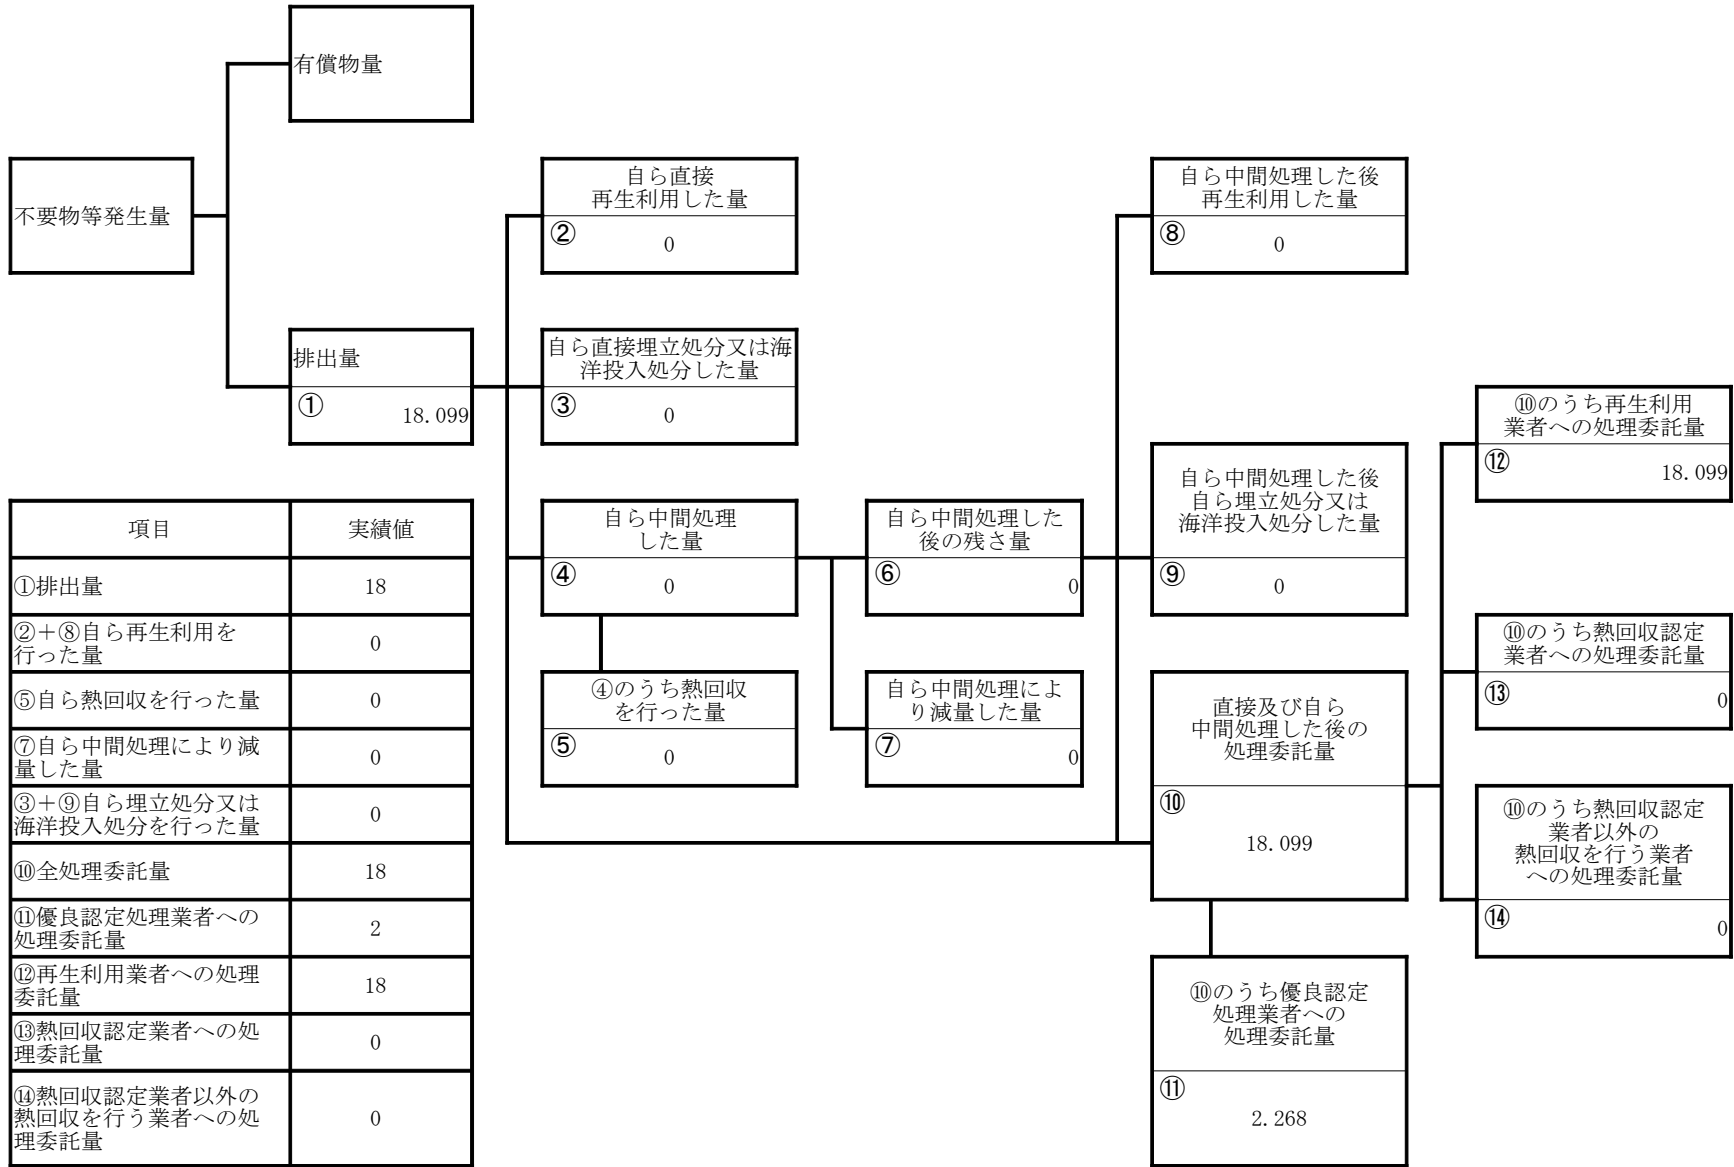 有償物量
不要物等発生量
自ら直接
再生利用した量
②
0
自ら中間処理した後
再生利用した量
⑧
0
排出量
①
18.099
自ら直接埋立処分又は海
洋投入処分した量
③
0
⑩のうち再生利用
業者への処理委託量
⑫
18.099
自ら中間処理
した量
④
0
自ら中間処理した
後の残さ量
⑥
0
自ら中間処理した後
自ら埋立処分又は
海洋投入処分した量
⑨
0
⑩のうち熱回収認定
業者への処理委託量
⑬
0
④のうち熱回収
を行った量
⑤
0
自ら中間処理によ
り減量した量
⑦
0
直接及び自ら
中間処理した後の
処理委託量
⑩
18.099
⑩のうち熱回収認定
業者以外の
熱回収を行う業者
への処理委託量
⑭
0
⑩のうち優良認定
処理業者への
処理委託量
⑪
2.268
項目 実績値
①排出量 18
②+⑧自ら再生利用を
行った量 0
⑤自ら熱回収を行った量 0
⑦自ら中間処理により減
量した量 0
③+⑨自ら埋立処分又は
海洋投入処分を行った量 0
⑩全処理委託量 18
⑪優良認定処理業者への
処理委託量 2
⑫再生利用業者への処理
委託量 18
⑬熱回収認定業者への処
理委託量 0
⑭熱回収認定業者以外の
熱回収を行う業者への処
理委託量 0